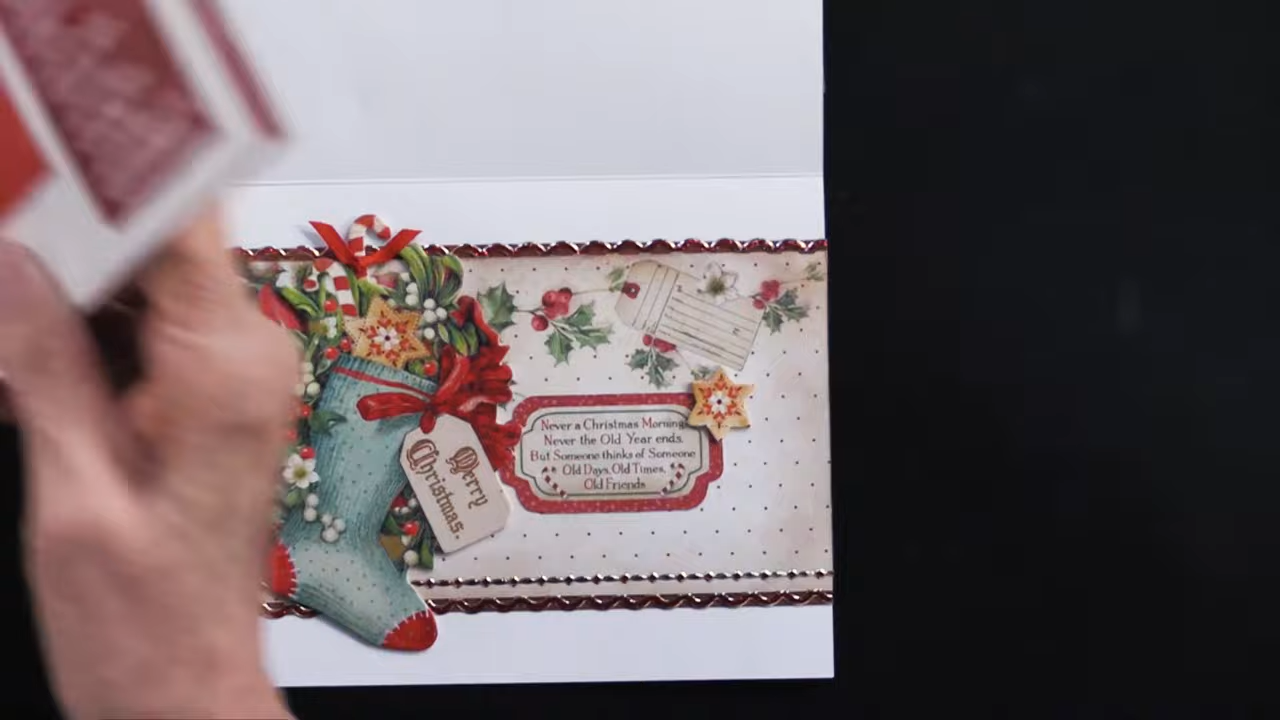 Never a Christmas Morning,
Never the Old Year ends,
But Someone thinks of Someone
Old Days, Old Times,
Old Friends
Merry
Christmas.